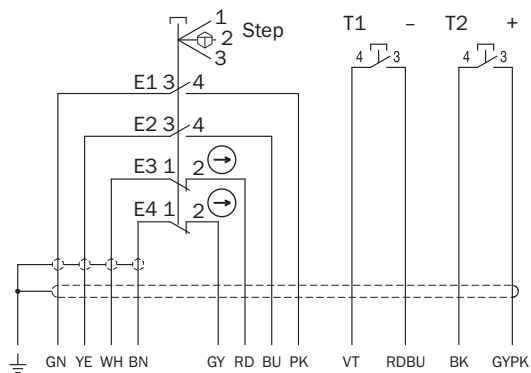 1
2 Step
3
T1 – T2 +
4 3 4 3
E1 3 4
E2 3 4
E3 1 2
E4 1 2
GN YE WH BN GY RD BU PK VT RDBU BK GYPK